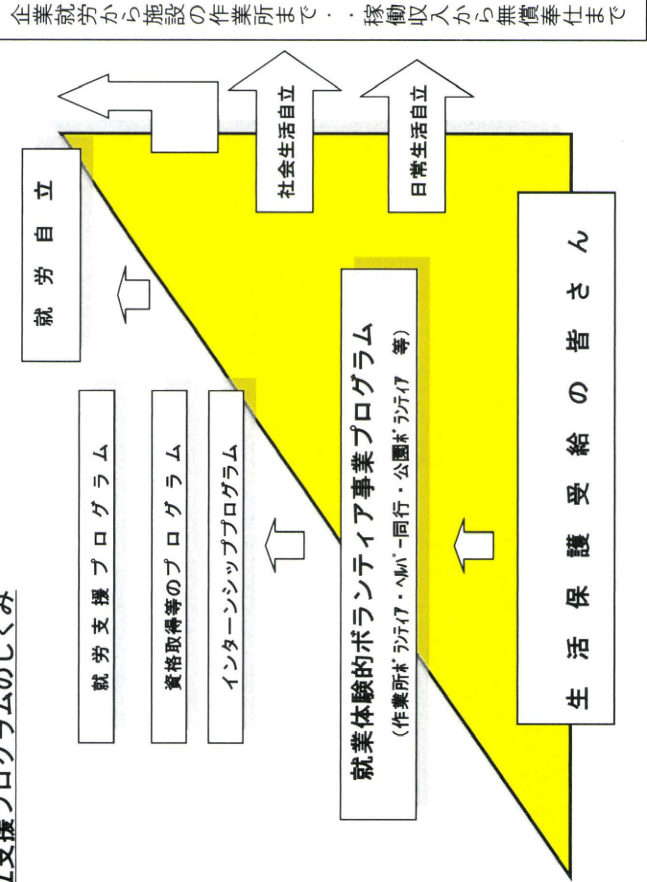 支援プログラムのしくみ
就労自立
就労支援プログラム
資格取得等のプログラム
インターンシッププログラム
就業体験的ボランティア事業プログラム
(作業所ボランティア・ヘルパー同行・公園ボランティア 等)
生活保護受給の皆さん
社会生活自立
日常生活自立
企業就労から施設の作業所まで・・稼働収入から無償奉仕まで